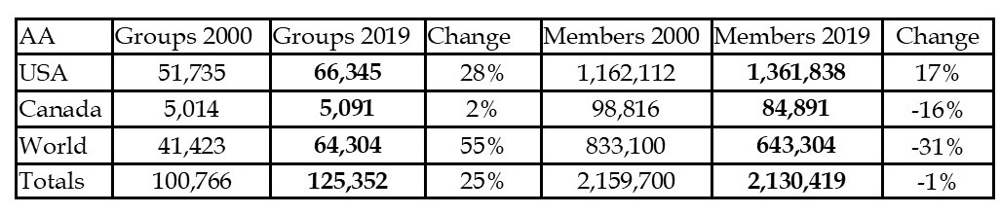 AA Groups 2000 Groups 2019 Change Members 2000 Members 2019 Change
USA 51,735 66,345 28% 1,162,112 1,361,838 17%
Canada 5,014 5,091 2% 98,816 84,891 -16%
World 41,423 64,304 55% 833,100 643,304 -31%
Totals 100,766 125,352 25% 2,159,700 2,130,419 -1%